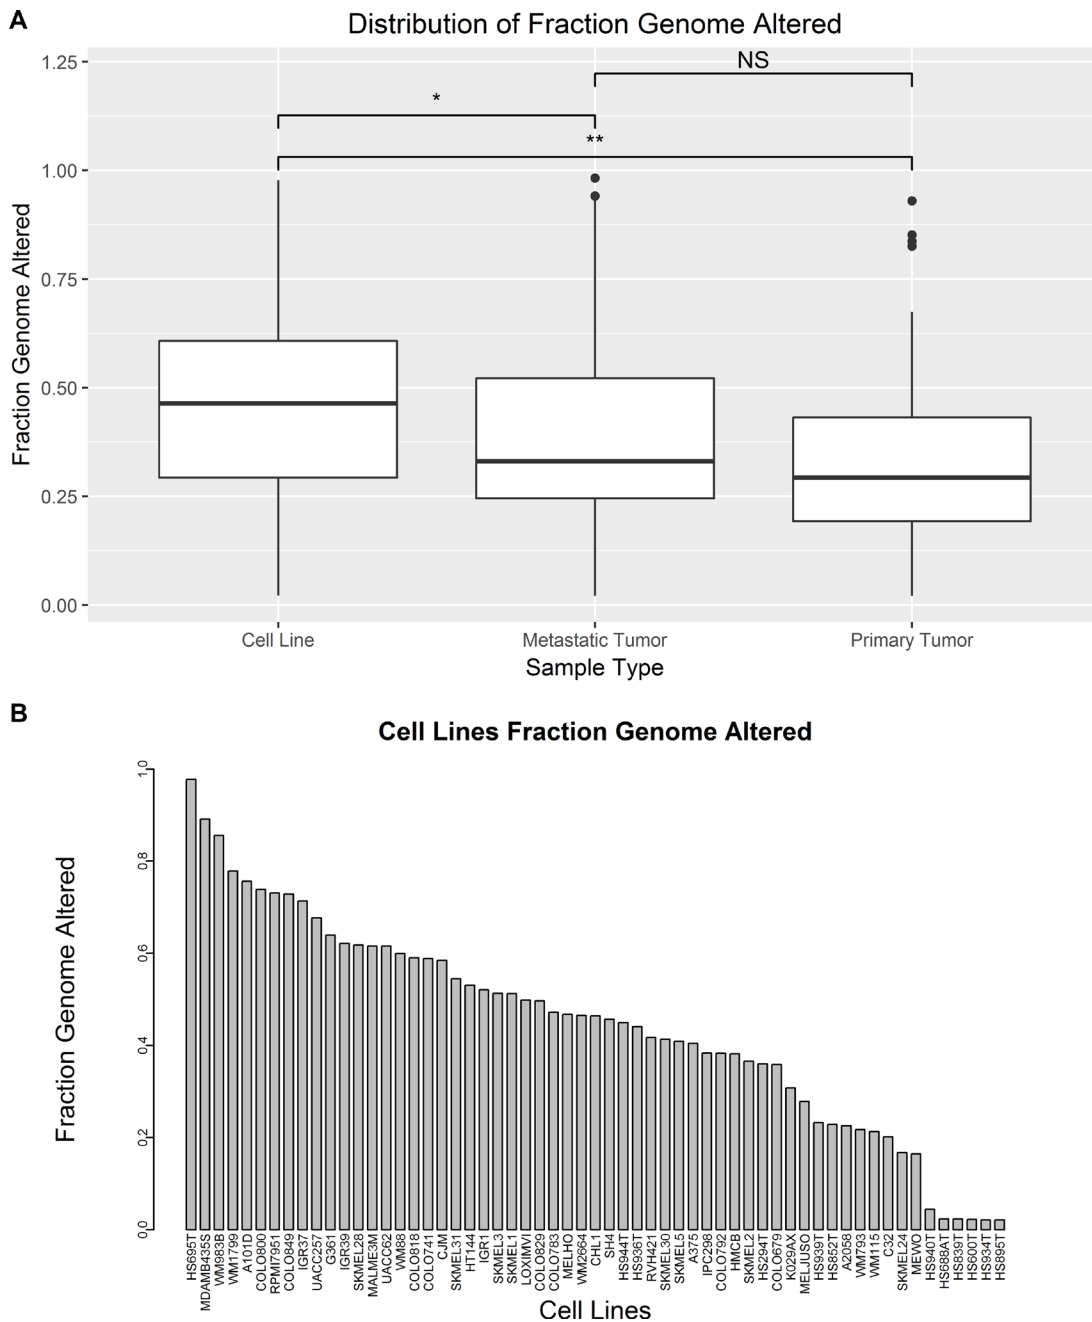 A
Distribution of Fraction Genome Altered
NS
*
**
1.25
1.00
0.75
0.50
0.25
0.00
Fraction Genome Altered
Cell Line
Metastatic Tumor
Primary Tumor
Sample Type
B
Cell Lines Fraction Genome Altered
1.0
0.8
0.6
0.4
0.2
0.0
Fraction Genome Altered
HS695T
MDAMB435S
WM983B
WM1799
A101D
COLO800
RPMI7951
COLO849
IGR37
UACC257
G361
IGR39
SKMEL28
MALME3M
UACC62
WM88
COLO818
COLO741
CJM
SKMEL31
HT144
IGR1
SKMEL3
SKMEL1
LOXIMVI
COLO829
COLO783
MELHO
WM2664
CHL1
SH4
HS944T
HS936T
RVH421
SKMEL30
SKMEL5
A375
IPC298
COLO792
HMCB
SKMEL2
HS294T
COLO679
K029AX
MELJUSO
HS939T
HS852T
A2058
WM793
WM115
C32
SKMEL24
MEWO
HS940T
HS688AT
HS839T
HS600T
HS934T
HS895T
Cell Lines